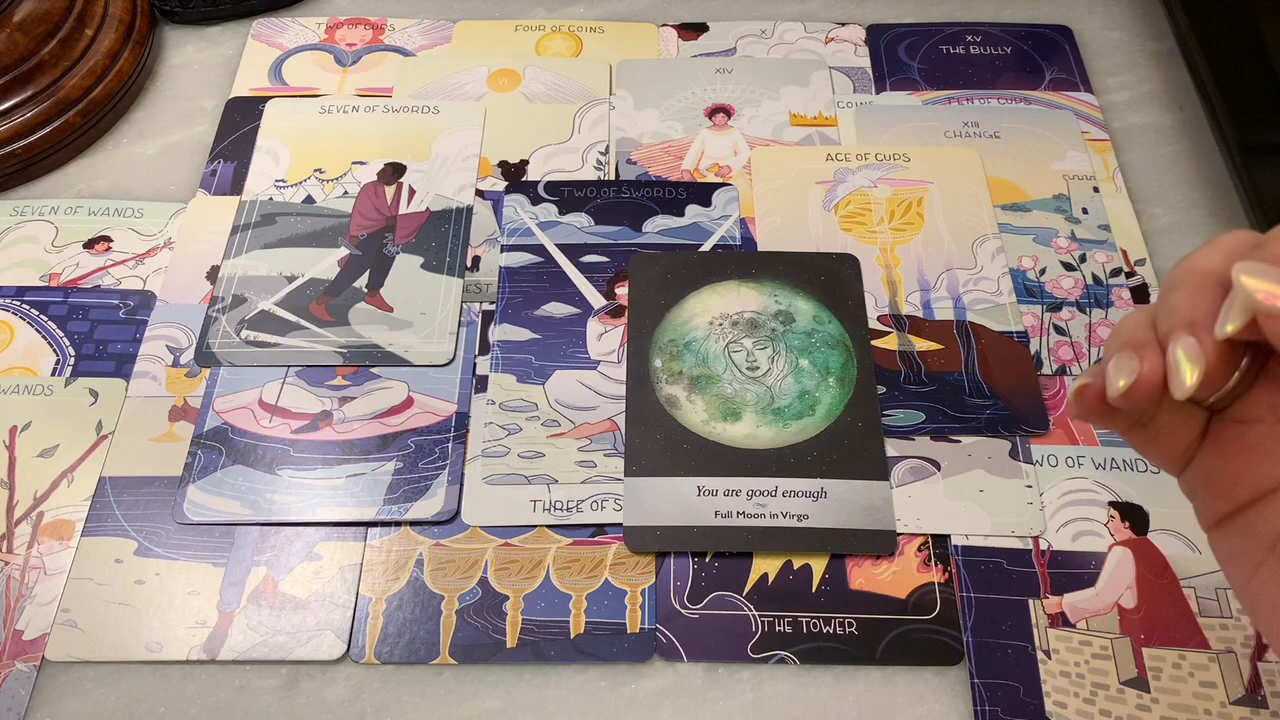 TWO OF CUPS
FOUR OF COINS
X
XV
THE BULLY
VI
XIV
COINS
TEN OF CUPS
XIII
CHANGE
SEVEN OF SWORDS
ACE OF CUPS
TWO OF SWORDS
SEVEN OF WANDS
EST
WANDS
You are good enough
Full Moon in Virgo
THREE OF S
WO OF WANDS
THE TOWER